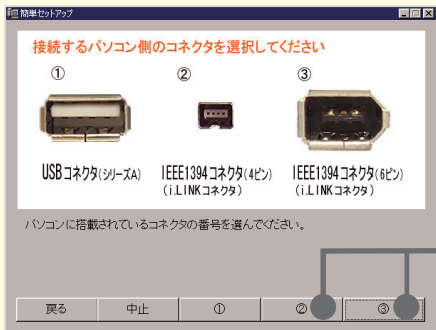 簡単セットアップ
接続するパソコン側のコネクタを選択してください
① ② ③
USBコネクタ(シリーズA) IEEE1394コネクタ(4ピン) IEEE1394コネクタ(6ピン)
(i.LINKコネクタ) (i.LINKコネクタ)
パソコンに搭載されているコネクタの番号を選んでください。
戻る 中止 ① ② ③